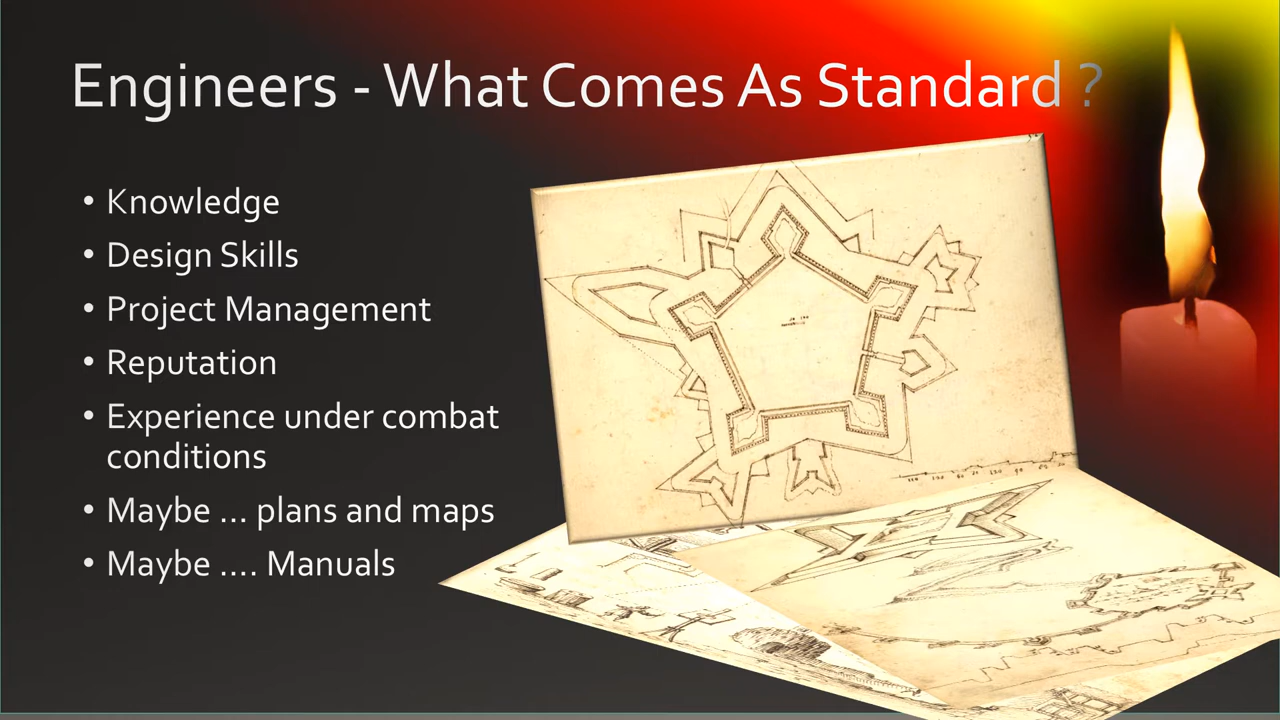 Engineers - What Comes As Standard ?
• Knowledge
• Design Skills
• Project Management
• Reputation
• Experience under combat
conditions
• Maybe ... plans and maps
• Maybe .... Manuals